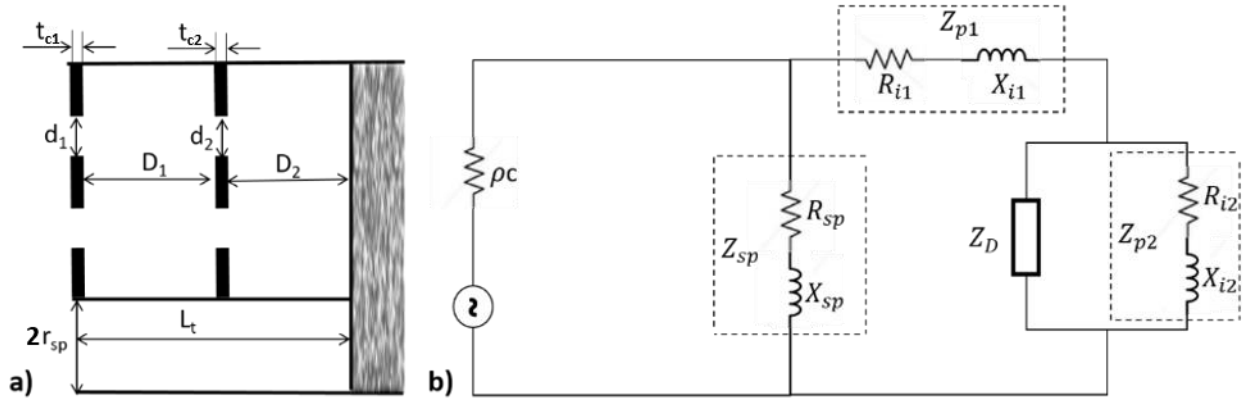 t_c1
t_c2
d_1
d_2
D_1
D_2
L_t
2r_sp
a)
ρc
~
Z_p1
R_i1
X_i1
Z_sp
R_sp
X_sp
Z_D
Z_p2
R_i2
X_i2
b)